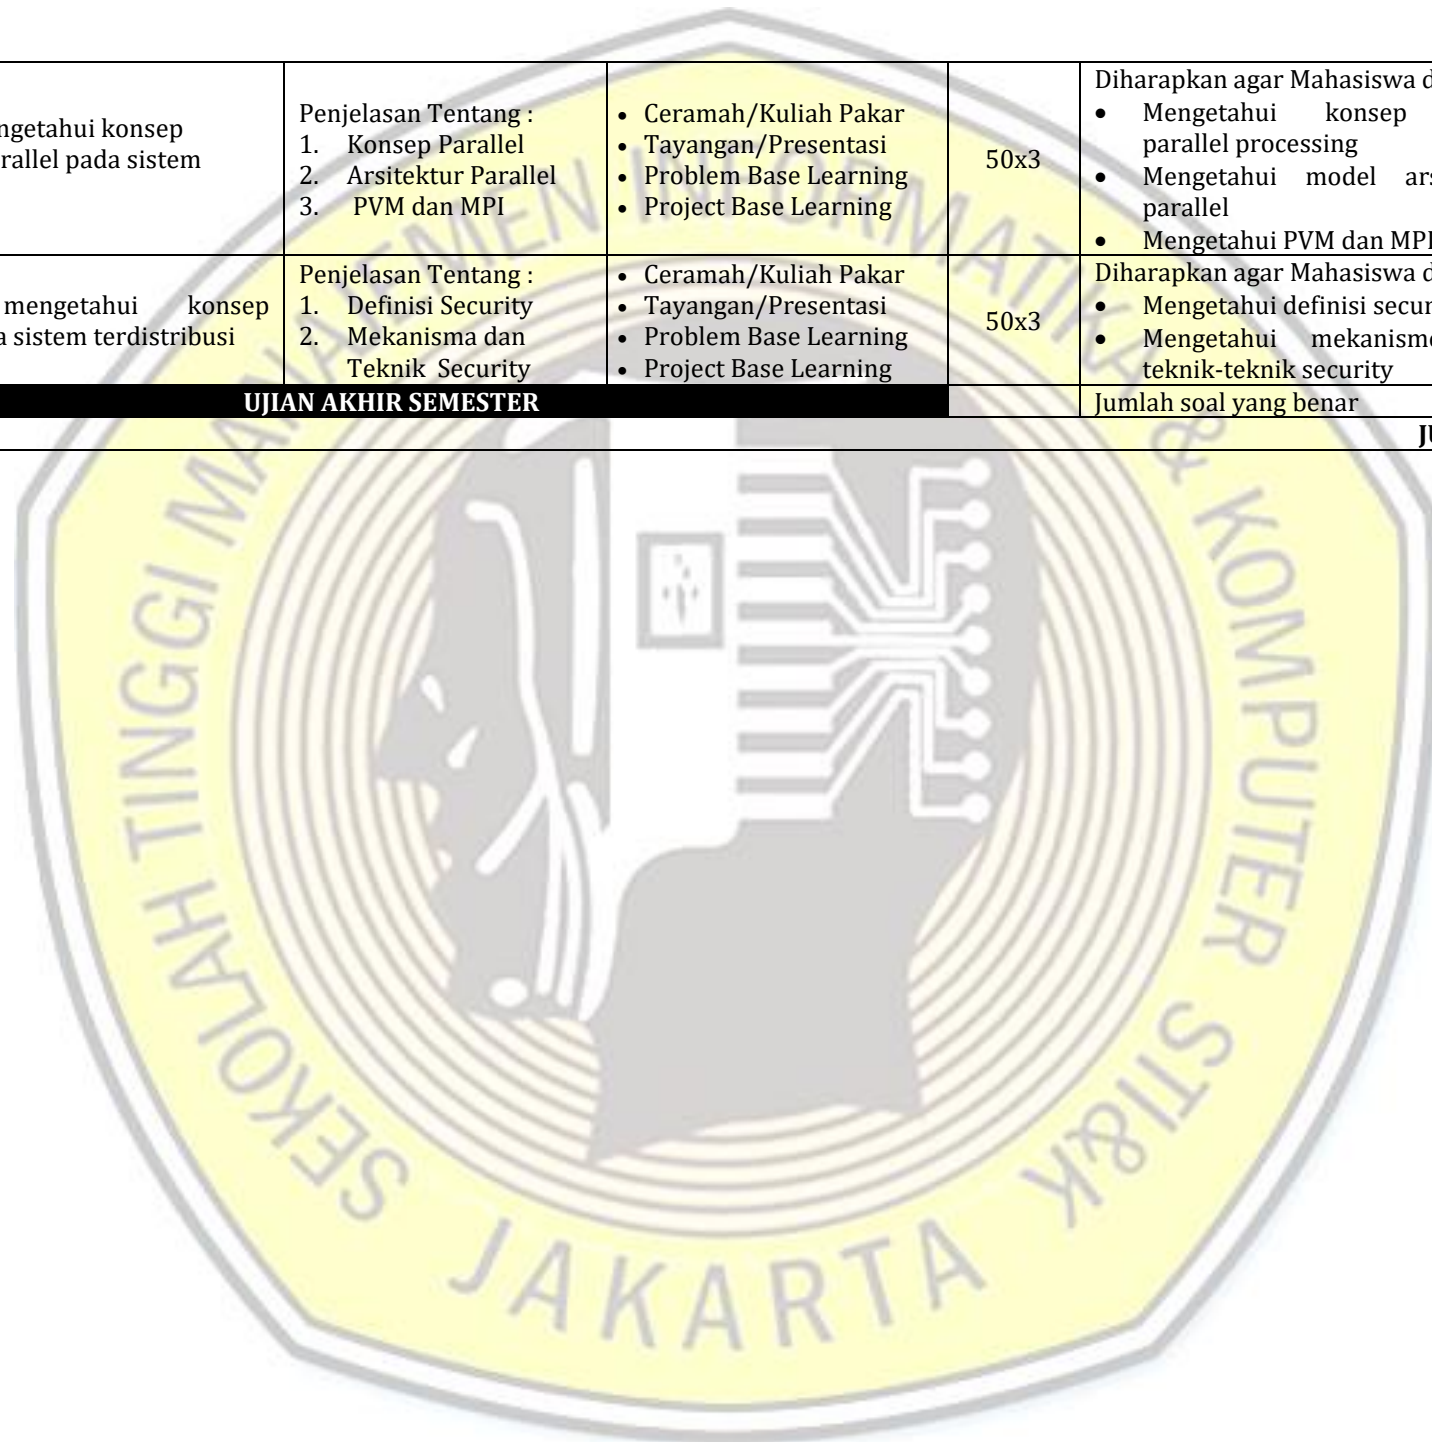 ngetahui konsep
rallel pada sistem
Penjelasan Tentang :
1. Konsep Parallel
2. Arsitektur Parallel
3. PVM dan MPI
• Ceramah/Kuliah Pakar
• Tayangan/Presentasi
• Problem Base Learning
• Project Base Learning
50x3
Diharapkan agar Mahasiswa d
• Mengetahui konsep
parallel processing
• Mengetahui model ars
parallel
• Mengetahui PVM dan MPI
mengetahui konsep
a sistem terdistribusi
Penjelasan Tentang :
1. Definisi Security
2. Mekanisma dan
Teknik Security
• Ceramah/Kuliah Pakar
• Tayangan/Presentasi
• Problem Base Learning
• Project Base Learning
50x3
Diharapkan agar Mahasiswa d
• Mengetahui definisi secur
• Mengetahui mekanisme
teknik-teknik security
UJIAN AKHIR SEMESTER
Jumlah soal yang benar
JU
SEKOLAH TINGGI MANAJEMEN INFORMATIKA & KOMPUTER STI&K
JAKARTA